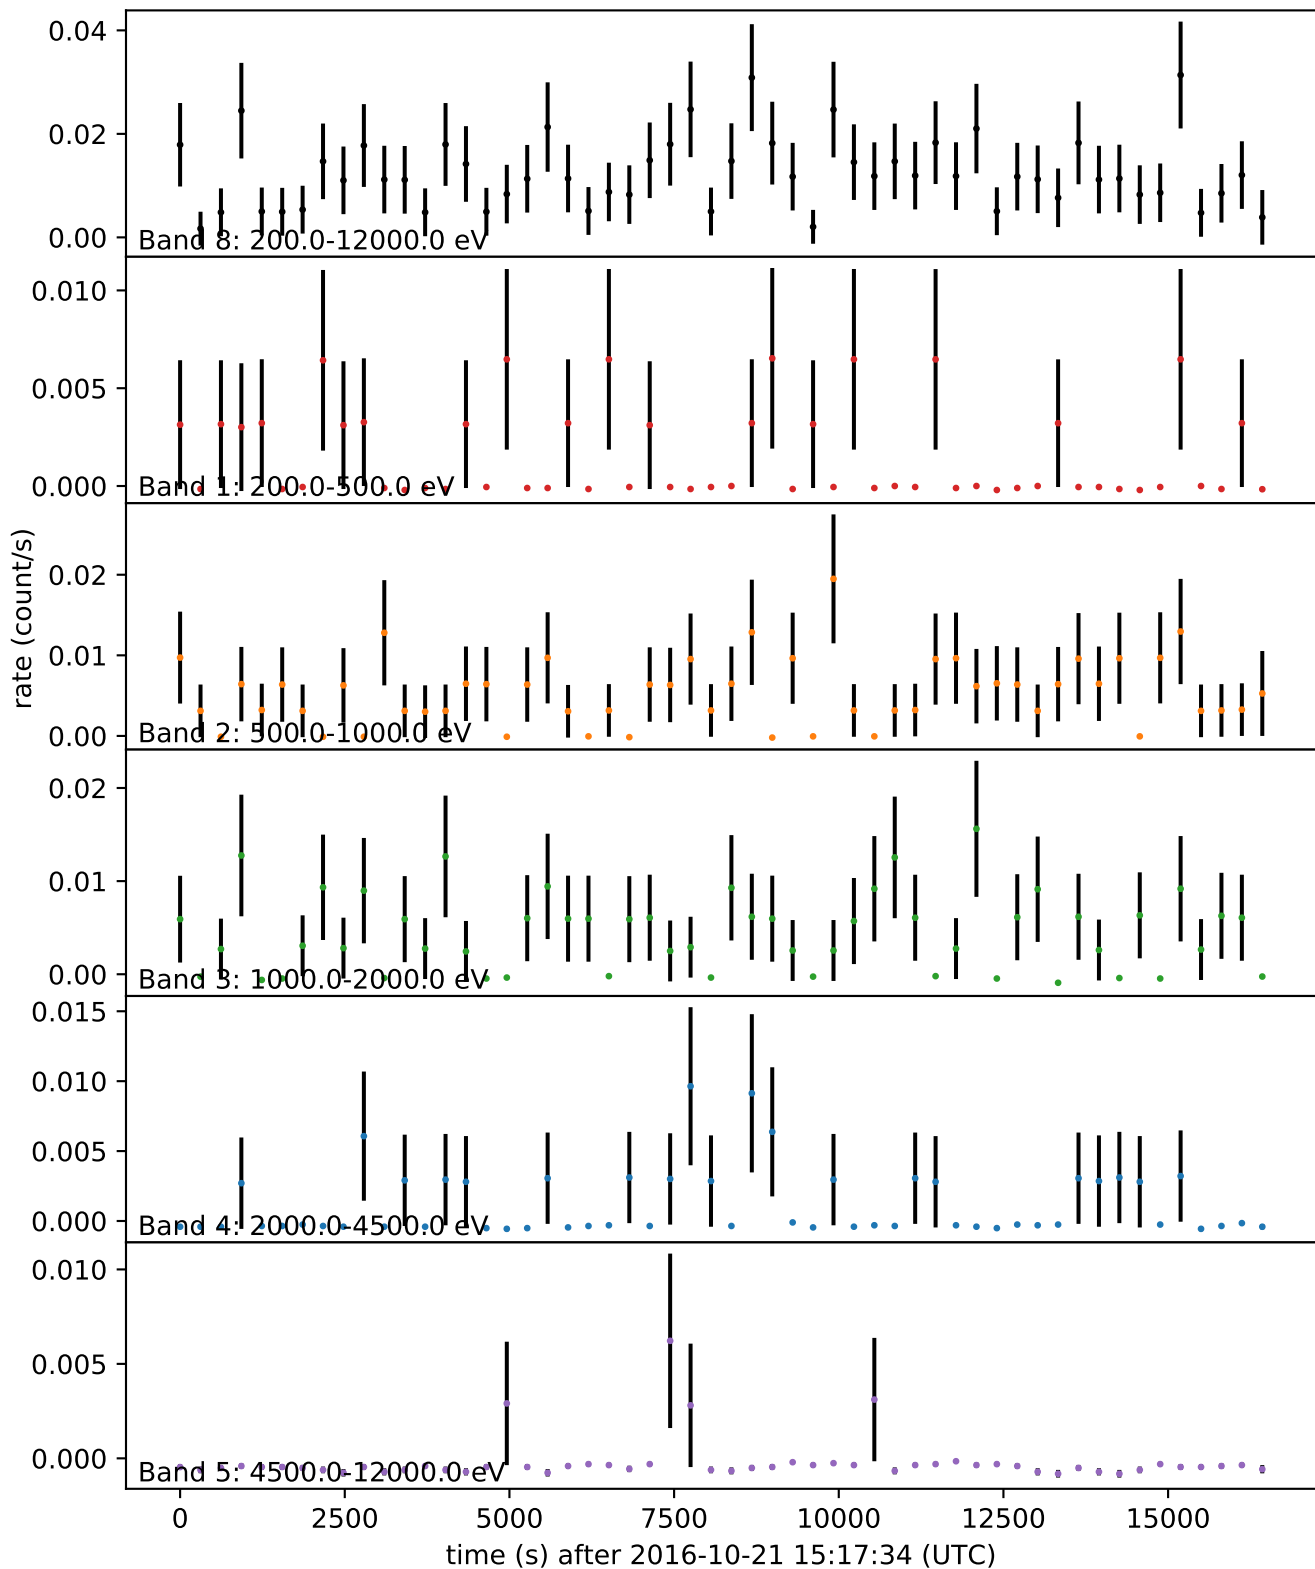 0.04
0.02
0.00
Band 8: 200.0-12000.0 eV
0.010
0.005
0.000
Band 1: 200.0-500.0 eV
rate (count/s)
0.02
0.01
0.00
Band 2: 500.0-1000.0 eV
0.02
0.01
0.00
Band 3: 1000.0-2000.0 eV
0.015
0.010
0.005
0.000
Band 4: 2000.0-4500.0 eV
0.010
0.005
0.000
Band 5: 4500.0-12000.0 eV
0 2500 5000 7500 10000 12500 15000
time (s) after 2016-10-21 15:17:34 (UTC)